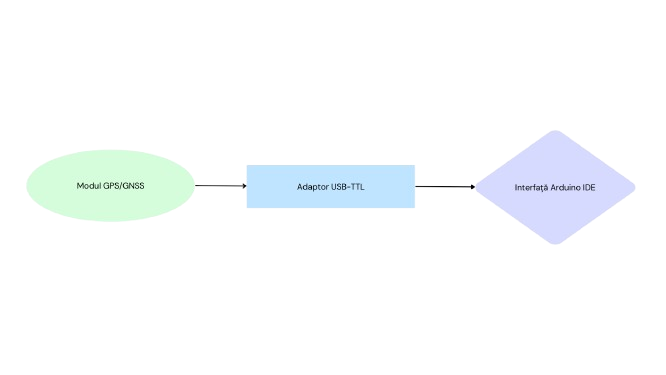 Modul GPS/GNSS
Adaptor USB-TTL
Interfață Arduino IDE